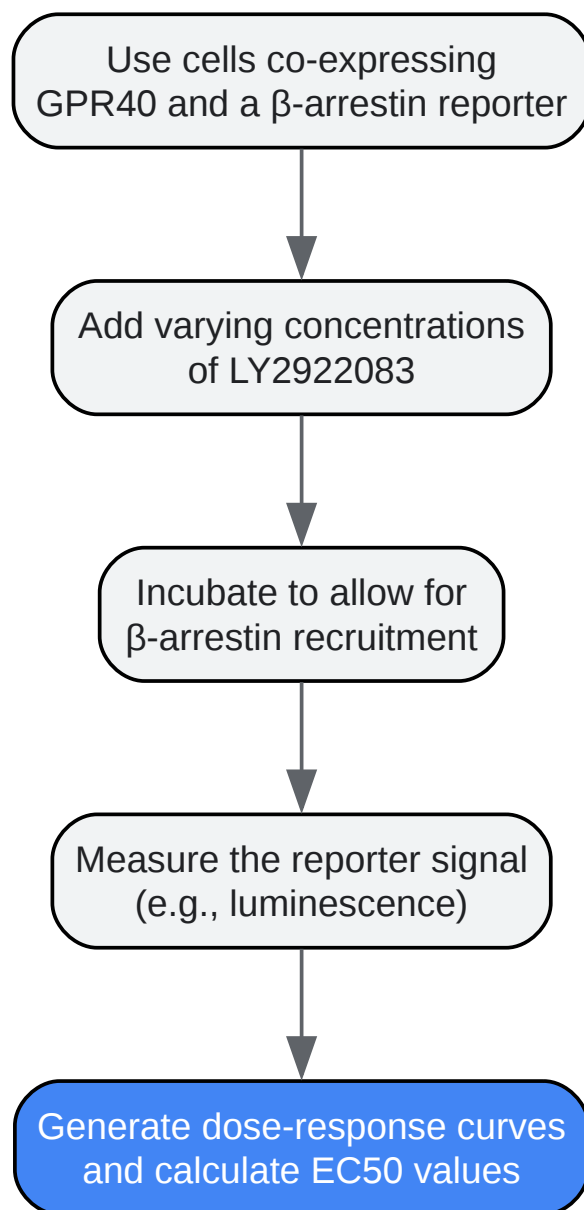 Use cells co-expressing
GPR40 and a β-arrestin reporter
Add varying concentrations
of LY2922083
Incubate to allow for
β-arrestin recruitment
Measure the reporter signal
(e.g., luminescence)
Generate dose-response curves
and calculate EC50 values